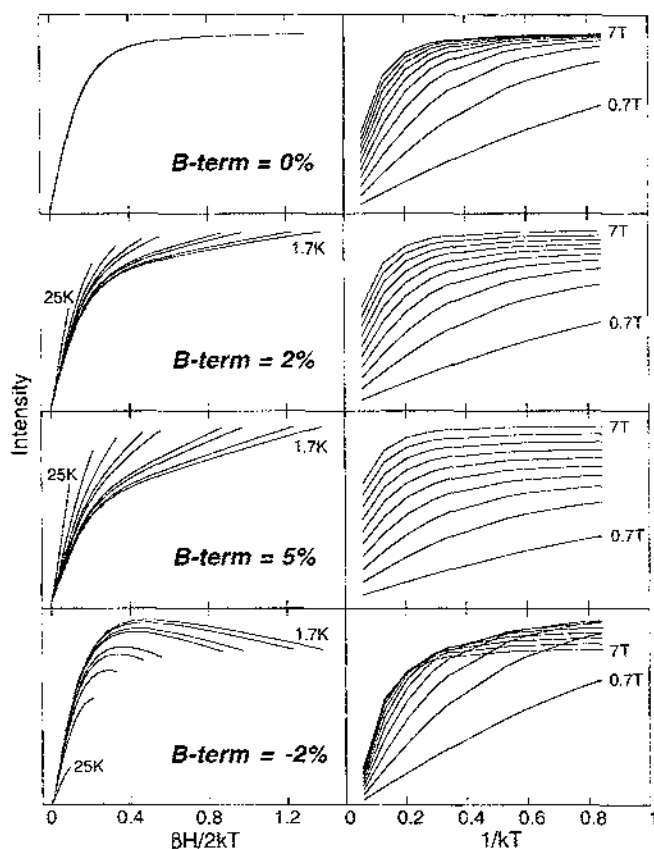 7T
0.7T
B-term = 0%
7T
1.7K
25K
0.7T
B-term = 2%
Intensity
7T
1.7K
25K
0.7T
B-term = 5%
1.7K
7T
0.7T
25K
B-term = -2%
0 0.4 0.8 1.2 0 0.2 0.4 0.6 0.8 1
βH/2kT 1/kT